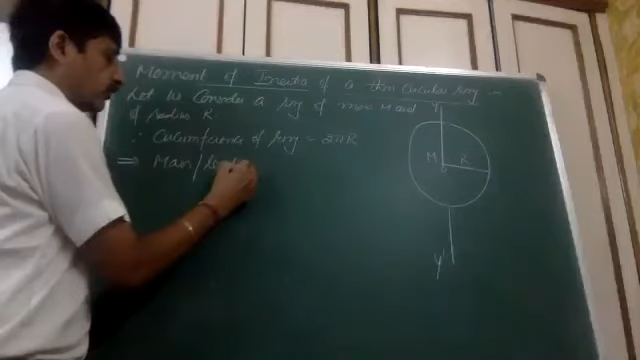 Moment of Inertia of a thin Circular ring :-
Let us Consider a ring of mass M and
of radius R.
∴ Circumference of ring = 2πR
⇒ Mass/len
Y
M R
Y'